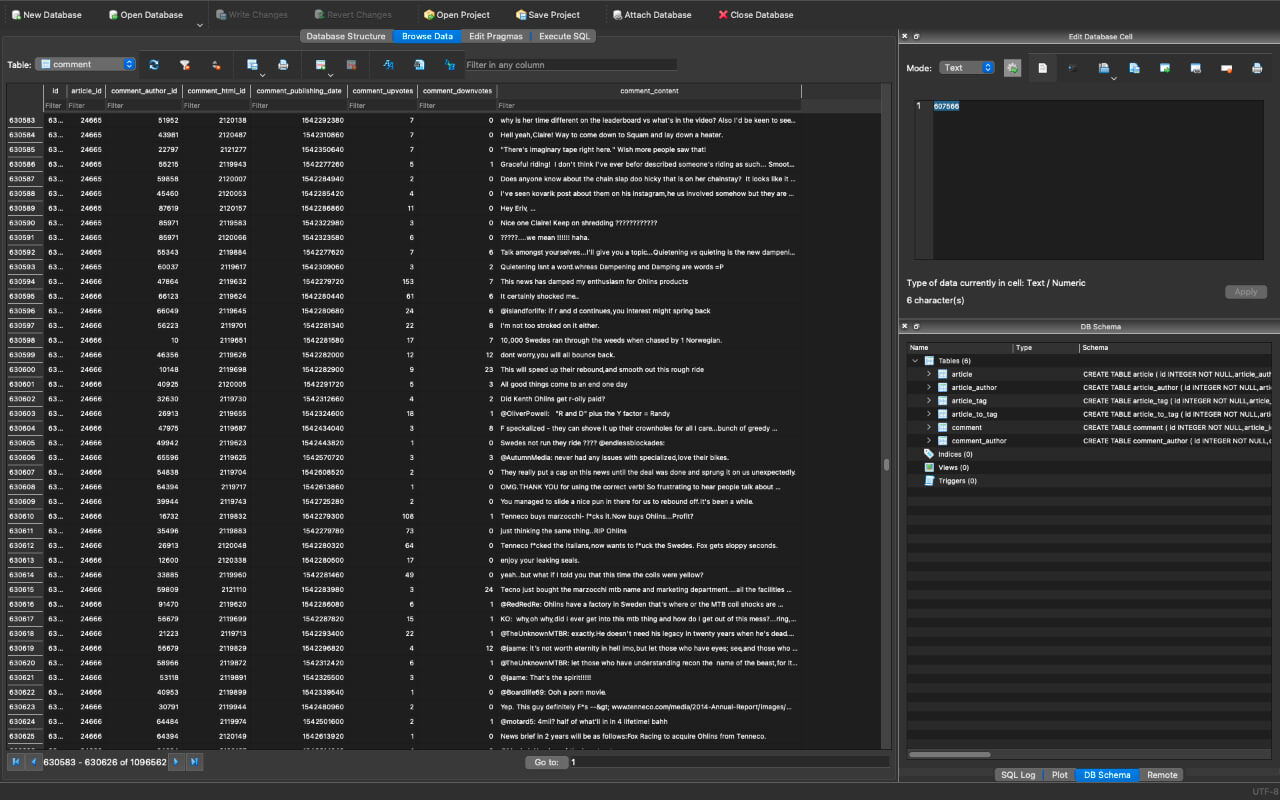 New Database Open Database Write Changes Revert Changes Open Project Save Project Attach Database Close Database
Database Structure Browse Data Edit Pragmas Execute SQL
Table: comment Filter in any column
id article_id comment_author_id comment_html_id comment_publishing_date comment_upvotes comment_downvotes comment_content
Filter Filter Filter Filter Filter Filter Filter Filter
630583 63... 24665 51952 2120138 1542292380 7 0 why is her time different on the leaderboard vs what's in the video? Also I'd be keen to see...
630584 63... 24665 43981 2120487 1542310860 7 0 Hell yeah,Claire! Way to come down to Squam and lay down a heater.
630585 63... 24665 22797 2121277 1542350640 7 0 "There's imaginary tape right here." Wish more people saw that!
630586 63... 24665 55215 2119943 1542277260 5 1 Graceful riding! I don't think I've ever befor described someone's riding as such... Smoot...
630587 63... 24665 59858 2120007 1542284940 2 0 Does anyone know about the chain slap doo hicky that is on her chainstay? It looks like it ...
630588 63... 24665 45460 2120053 1542285420 4 0 I've seen kovarik post about them on his Instagram,he us involved somehow but they are ...
630589 63... 24665 87619 2120157 1542286860 11 0 Hey Eriv, ...
630590 63... 24665 85971 2119583 1542322980 3 0 Nice one Claire! Keep on shredding ????????????
630591 63... 24665 85971 2120066 1542323580 6 0 ?????....we mean !!!!!! haha.
630592 63... 24665 55343 2119884 1542277620 7 6 Talk amongst yourselves...I'll give you a topic...Quietening vs quieting is the new dampeni...
630593 63... 24665 60037 2119617 1542309060 3 2 Quietening isnt a word.whreas Dampening and Damping are words =P
630594 63... 24666 47864 2119632 1542279720 153 7 This news has damped my enthusiasm for Ohlins products
630595 63... 24666 66123 2119624 1542280440 61 6 It certainly shocked me..
630596 63... 24666 66049 2119645 1542280680 24 6 @islandforlife: if r and d continues,you interest might spring back
630597 63... 24666 56223 2119701 1542281340 22 8 I'm not too stroked on it either.
630598 63... 24666 10 2119651 1542281580 17 7 10,000 Swedes ran through the weeds when chased by 1 Norwegian.
630599 63... 24666 46356 2119626 1542282000 12 12 dont worry,you will all bounce back.
630600 63... 24666 10148 2119698 1542282900 9 23 This will speed up their rebound,and smooth out this rough ride
630601 63... 24666 40925 2120005 1542291720 5 3 All good things come to an end one day
630602 63... 24666 32630 2119730 1542312660 4 2 Did Kenth Ohlins get r-olly paid?
630603 63... 24666 26913 2119655 1542324600 18 1 @OliverPowell: "R and D" plus the Y factor = Randy
630604 63... 24666 47975 2119687 1542434040 3 8 F speckalized - they can shove it up their crownholes for all I care...bunch of greedy ...
630605 63... 24666 49942 2119623 1542443820 1 0 Swedes not run they ride ???? @endlessblockades:
630606 63... 24666 65596 2119625 1542570720 3 3 @AutumnMedia: never had any issues with specialized,love their bikes.
630607 63... 24666 54838 2119704 1542608520 2 0 They really put a cap on this news until the deal was done and sprung it on us unexpectedly.
630608 63... 24666 64394 2119717 1542613860 1 0 OMG.THANK YOU for using the correct verb! So frustrating to hear people talk about ...
630609 63... 24666 39944 2119743 1542725280 2 0 You managed to slide a nice pun in there for us to rebound off.It's been a while.
630610 63... 24666 16732 2119832 1542279300 108 1 Tenneco buys marzocchi- f*cks it.Now buys Ohlins...Profit?
630611 63... 24666 35496 2119883 1542279780 73 0 just thinking the same thing..RIP Ohlins
630612 63... 24666 26913 2120048 1542280320 64 0 Tenneco f*cked the Italians,now wants to f*uck the Swedes. Fox gets sloppy seconds.
630613 63... 24666 12600 2120338 1542280500 17 0 enjoy your leaking seals.
630614 63... 24666 33885 2119960 1542281460 49 0 yeah..but what if I told you that this time the coils were yellow?
630615 63... 24666 59809 2121110 1542283980 3 24 Tecno just bought the marzocchi mtb name and marketing department....all the facilities ...
630616 63... 24666 91470 2119620 1542286080 6 1 @RedRedRe: Ohlins have a factory in Sweden that's where or the MTB coil shocks are ...
630617 63... 24666 56679 2119699 1542287820 15 1 KO: why,oh why,did I ever get into this mtb thing and how do I get out of this mess?...ring,...
630618 63... 24666 21223 2119713 1542293400 22 1 @TheUnknownMTBR: exactly.He doesn't need his legacy in twenty years when he's dead....
630619 63... 24666 56679 2119829 1542296820 4 12 @jaame: It's not worth eternity in hell imo,but let those who have eyes; see,and those who ...
630620 63... 24666 58966 2119872 1542312420 6 1 @TheUnknownMTBR: let those who have understanding recon the name of the beast,for it...
630621 63... 24666 53118 2119891 1542325500 3 0 @jaame: That's the spirit!!!!!
630622 63... 24666 40953 2119899 1542339540 1 0 @Boardlife69: Ooh a porn movie.
630623 63... 24666 30791 2119944 1542480960 2 0 Yep. This guy definitely F*s --&gt; www.tenneco.com/media/2014-Annual-Report/Images/...
630624 63... 24666 64484 2119974 1542501600 2 1 @motard5: 4mil? half of what'll in in 4 lifetime! bahh
630625 63... 24666 64394 2120149 1542613920 1 0 News brief in 2 years will be as follows:Fox Racing to acquire Ohlins from Tenneco.
630583 - 630626 of 1096562 Go to: 1
Edit Database Cell
Mode: Text
1 607566
Type of data currently in cell: Text / Numeric
6 character(s)
Apply
DB Schema
Name Type Schema
Tables (6)
article CREATE TABLE article ( id INTEGER NOT NULL,article_auth
article_author CREATE TABLE article_author ( id INTEGER NOT NULL,arti
article_tag CREATE TABLE article_tag ( id INTEGER NOT NULL,article_
article_to_tag CREATE TABLE article_to_tag ( id INTEGER NOT NULL,arti
comment CREATE TABLE comment ( id INTEGER NOT NULL,article_i
comment_author CREATE TABLE comment_author ( id INTEGER NOT NULL,c
Indices (0)
Views (0)
Triggers (0)
SQL Log Plot DB Schema Remote
UTF-8